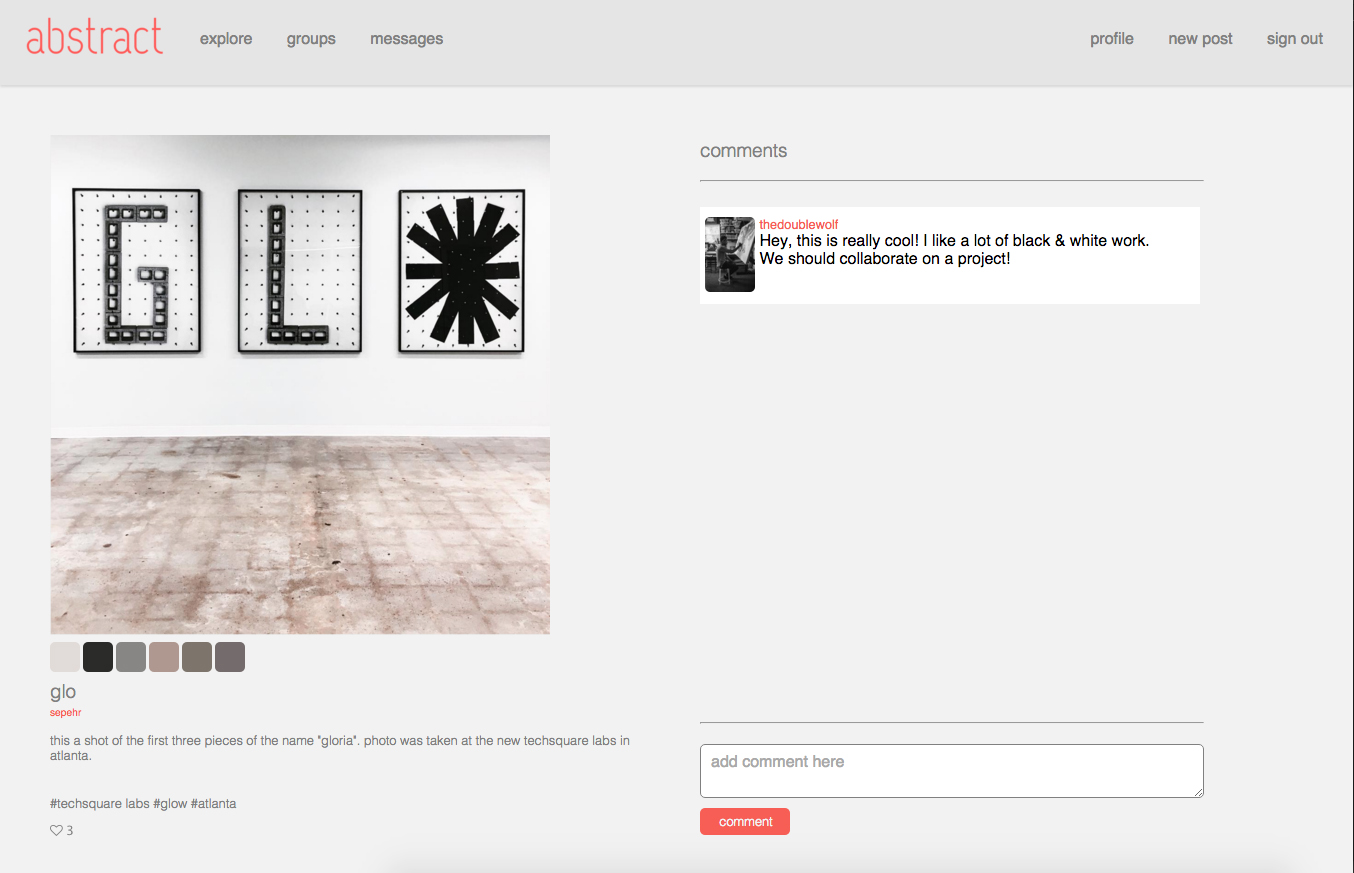 abstract explore groups messages profile new post sign out
GL
comments
thedoublewolf
Hey, this is really cool! I like a lot of black & white work.
We should collaborate on a project!
glo
sepehr
this a shot of the first three pieces of the name "gloria". photo was taken at the new techsquare labs in
atlanta.
#techsquare labs #glow #atlanta
3
add comment here
comment